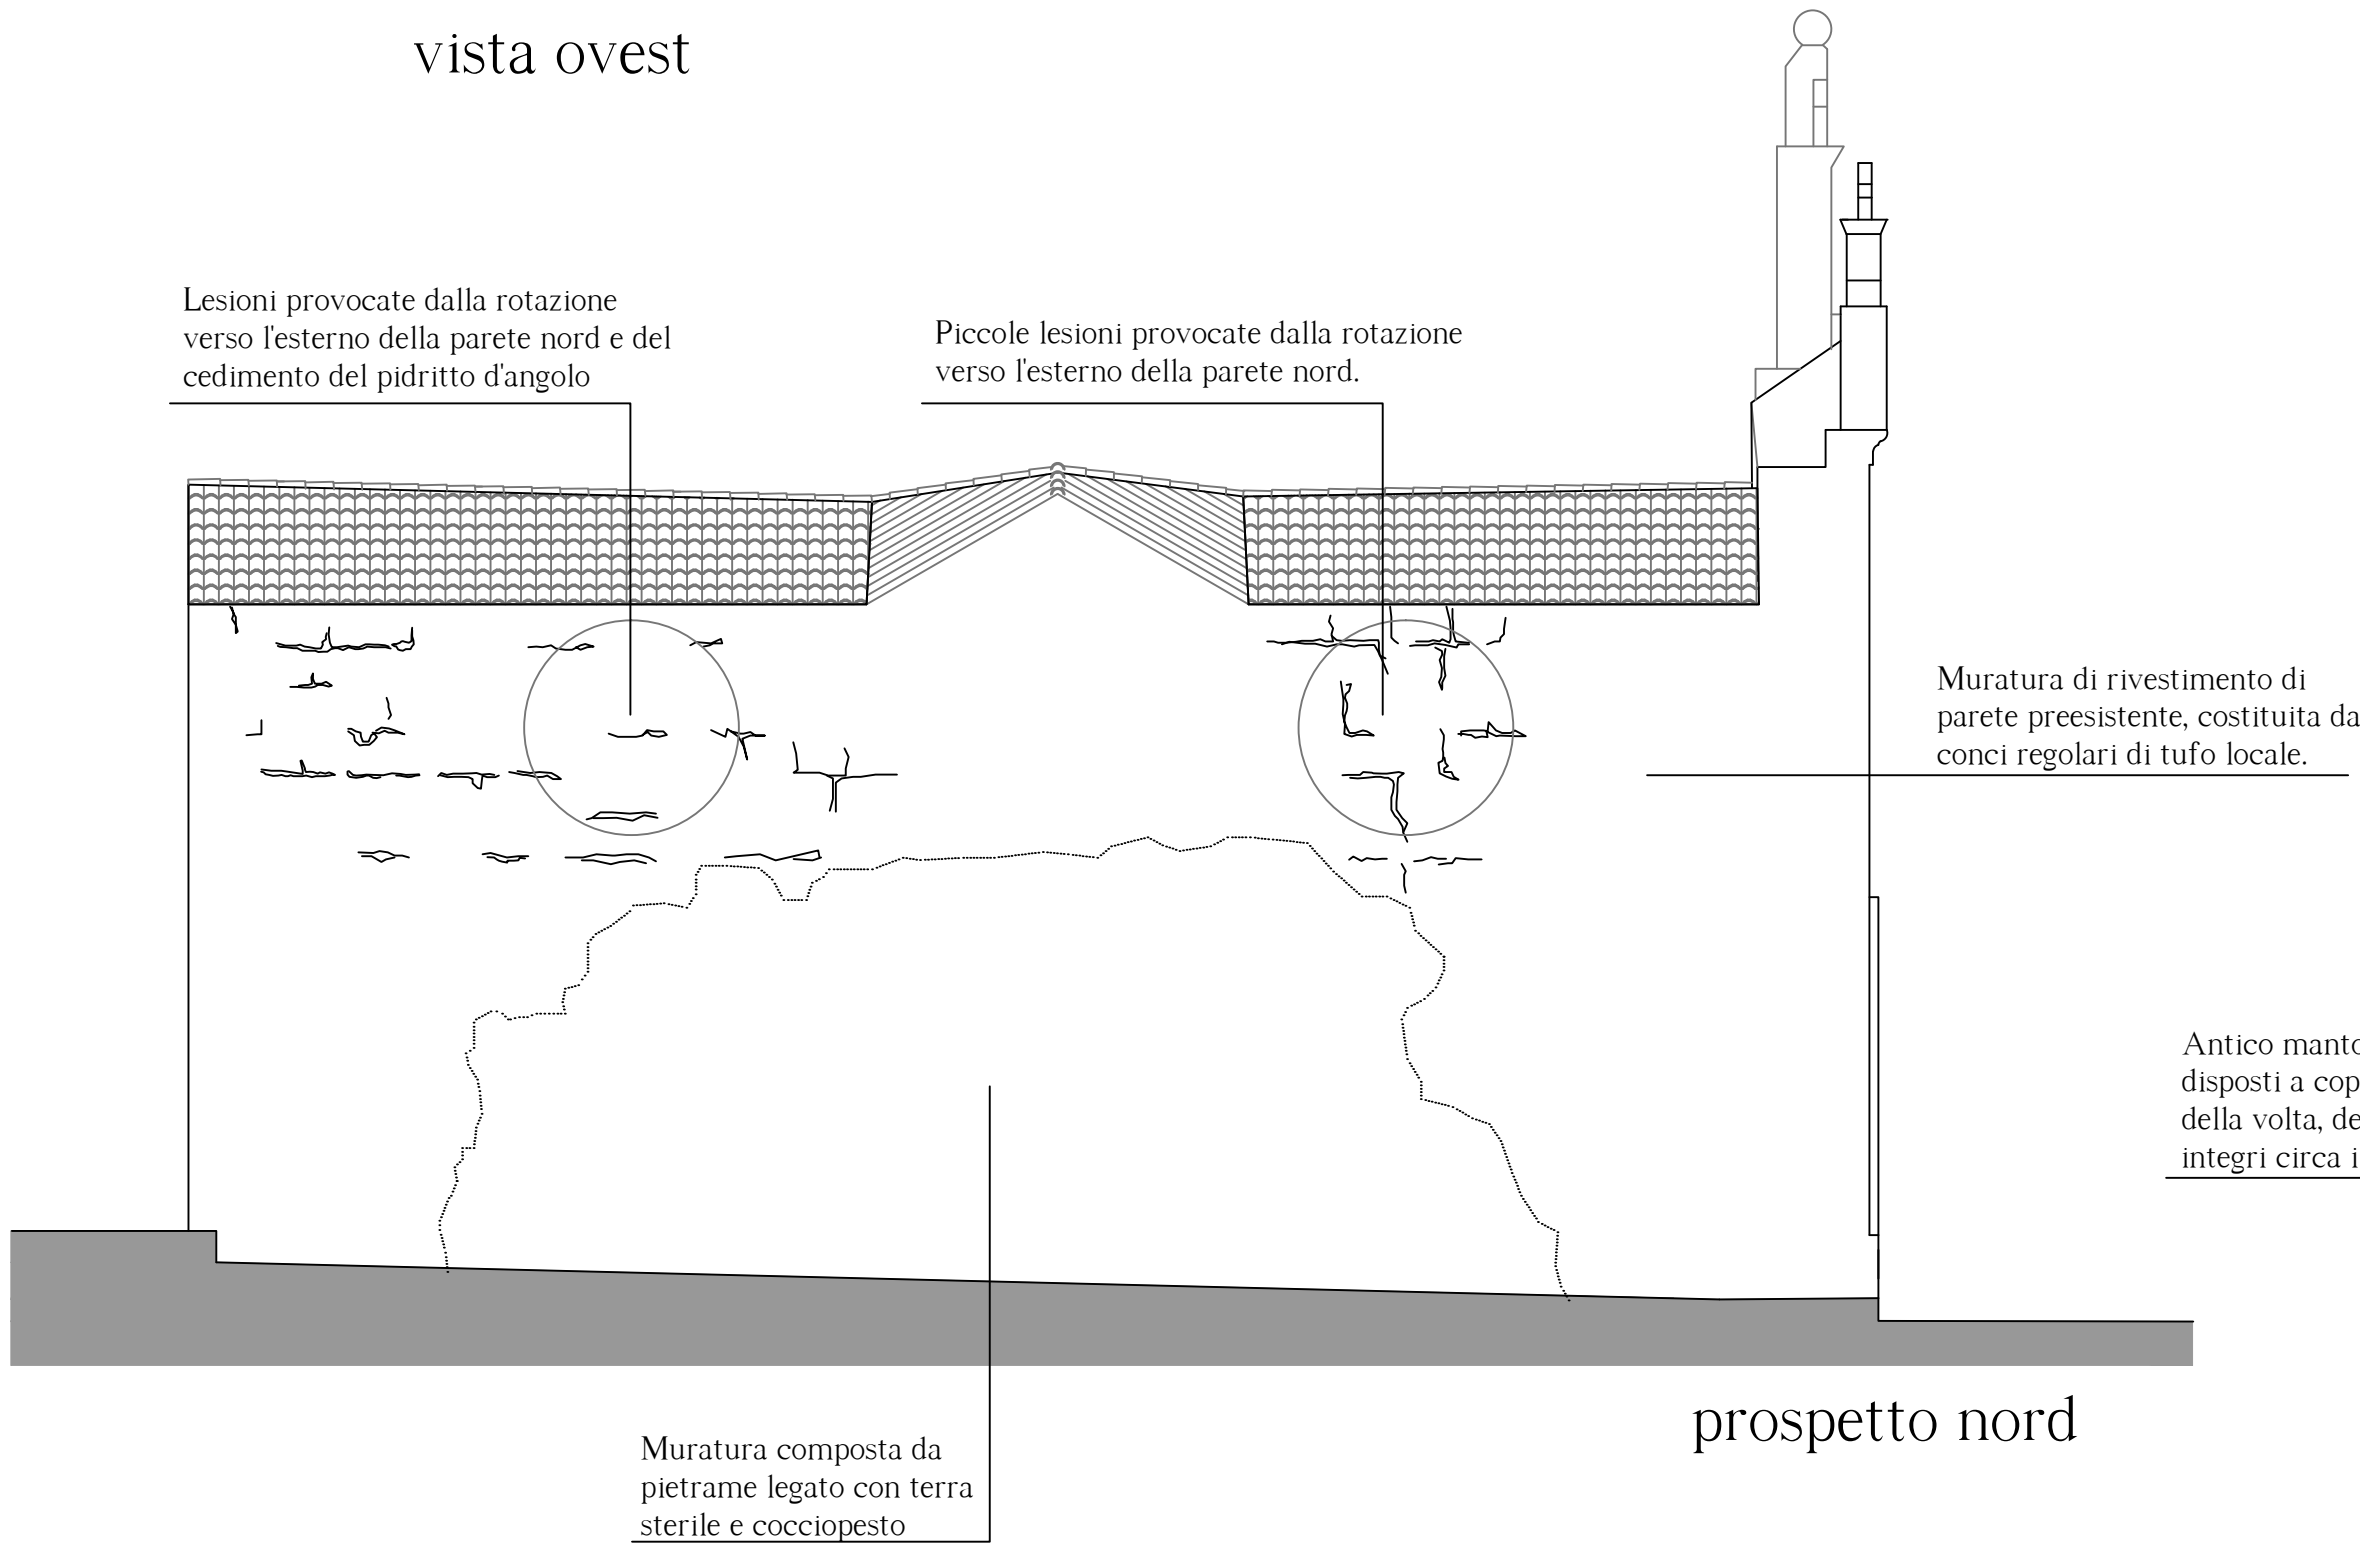 vista ovest
Lesioni provocate dalla rotazione
verso l'esterno della parete nord e del
cedimento del pidritto d'angolo
Piccole lesioni provocate dalla rotazione
verso l'esterno della parete nord.
Muratura di rivestimento di
parete preesistente, costituita da
conci regolari di tufo locale.
Antico manto
disposti a cop
della volta, de
integri circa i
prospetto nord
Muratura composta da
pietrame legato con terra
sterile e cocciopesto